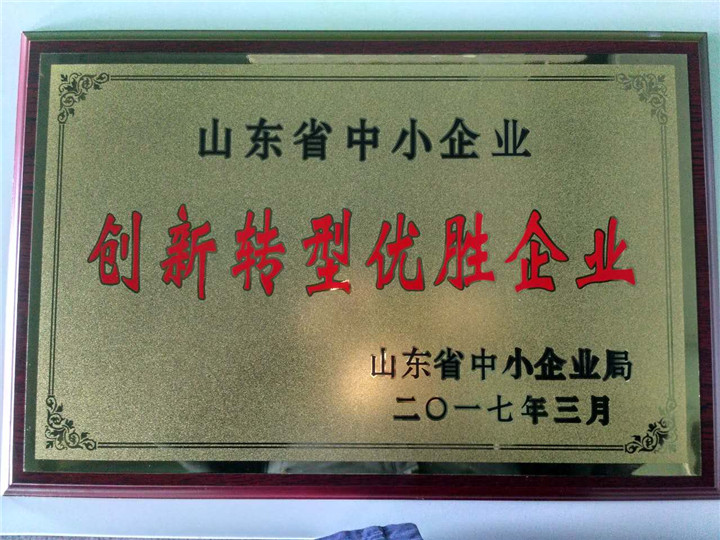 山东省中小企业
创新转型优胜企业
山东省中小企业局
二〇一七年三月